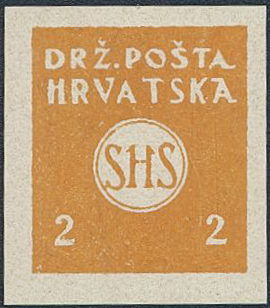 DRŽ. POŠTA
HRVATSKA
SHS
2 2